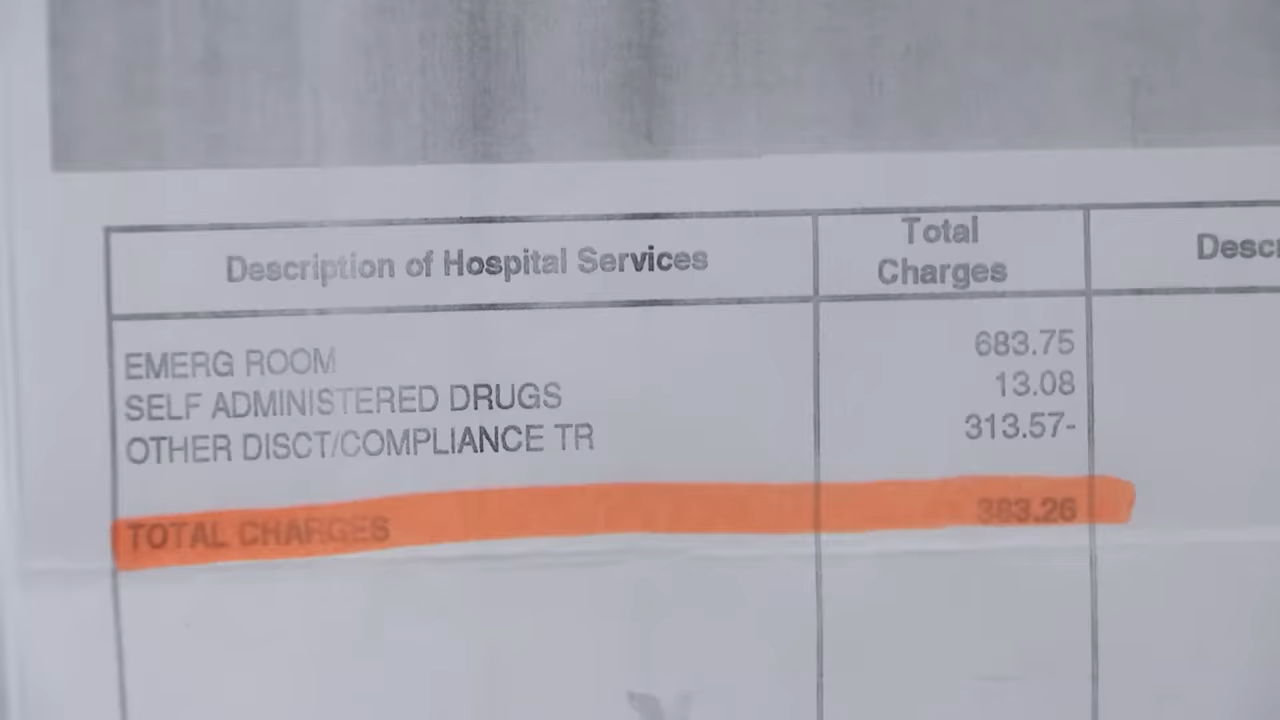 Description of Hospital Services
Total
Charges
EMERG ROOM 683.75
SELF ADMINISTERED DRUGS 13.08
OTHER DISCT/COMPLIANCE TR 313.57-
TOTAL CHARGES 383.26